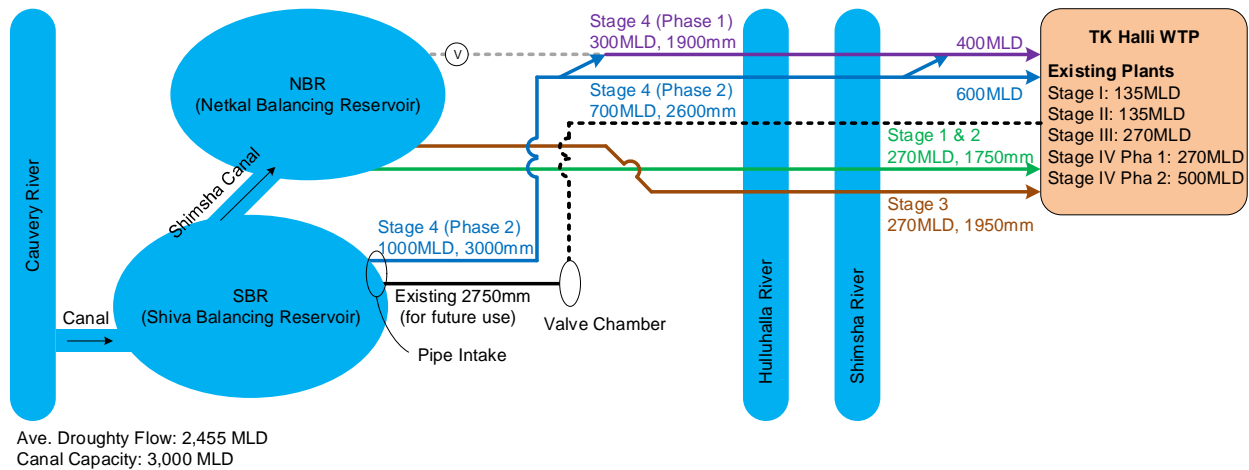 Cauvery River
Canal
Ave. Droughty Flow: 2,455 MLD
Canal Capacity: 3,000 MLD
Shimsha Canal
NBR
(Netkal Balancing Reservoir)
SBR
(Shiva Balancing Reservoir)
V
Stage 4 (Phase 1)
300MLD, 1900mm
Stage 4 (Phase 2)
700MLD, 2600mm
Stage 4 (Phase 2)
1000MLD, 3000mm
Existing 2750mm
(for future use)
Pipe Intake
Valve Chamber
Hulluhalla River
Shimsha River
400MLD
600MLD
Stage 1 & 2
270MLD, 1750mm
Stage 3
270MLD, 1950mm
TK Halli WTP
Existing Plants
Stage I: 135MLD
Stage II: 135MLD
Stage III: 270MLD
Stage IV Pha 1: 270MLD
Stage IV Pha 2: 500MLD